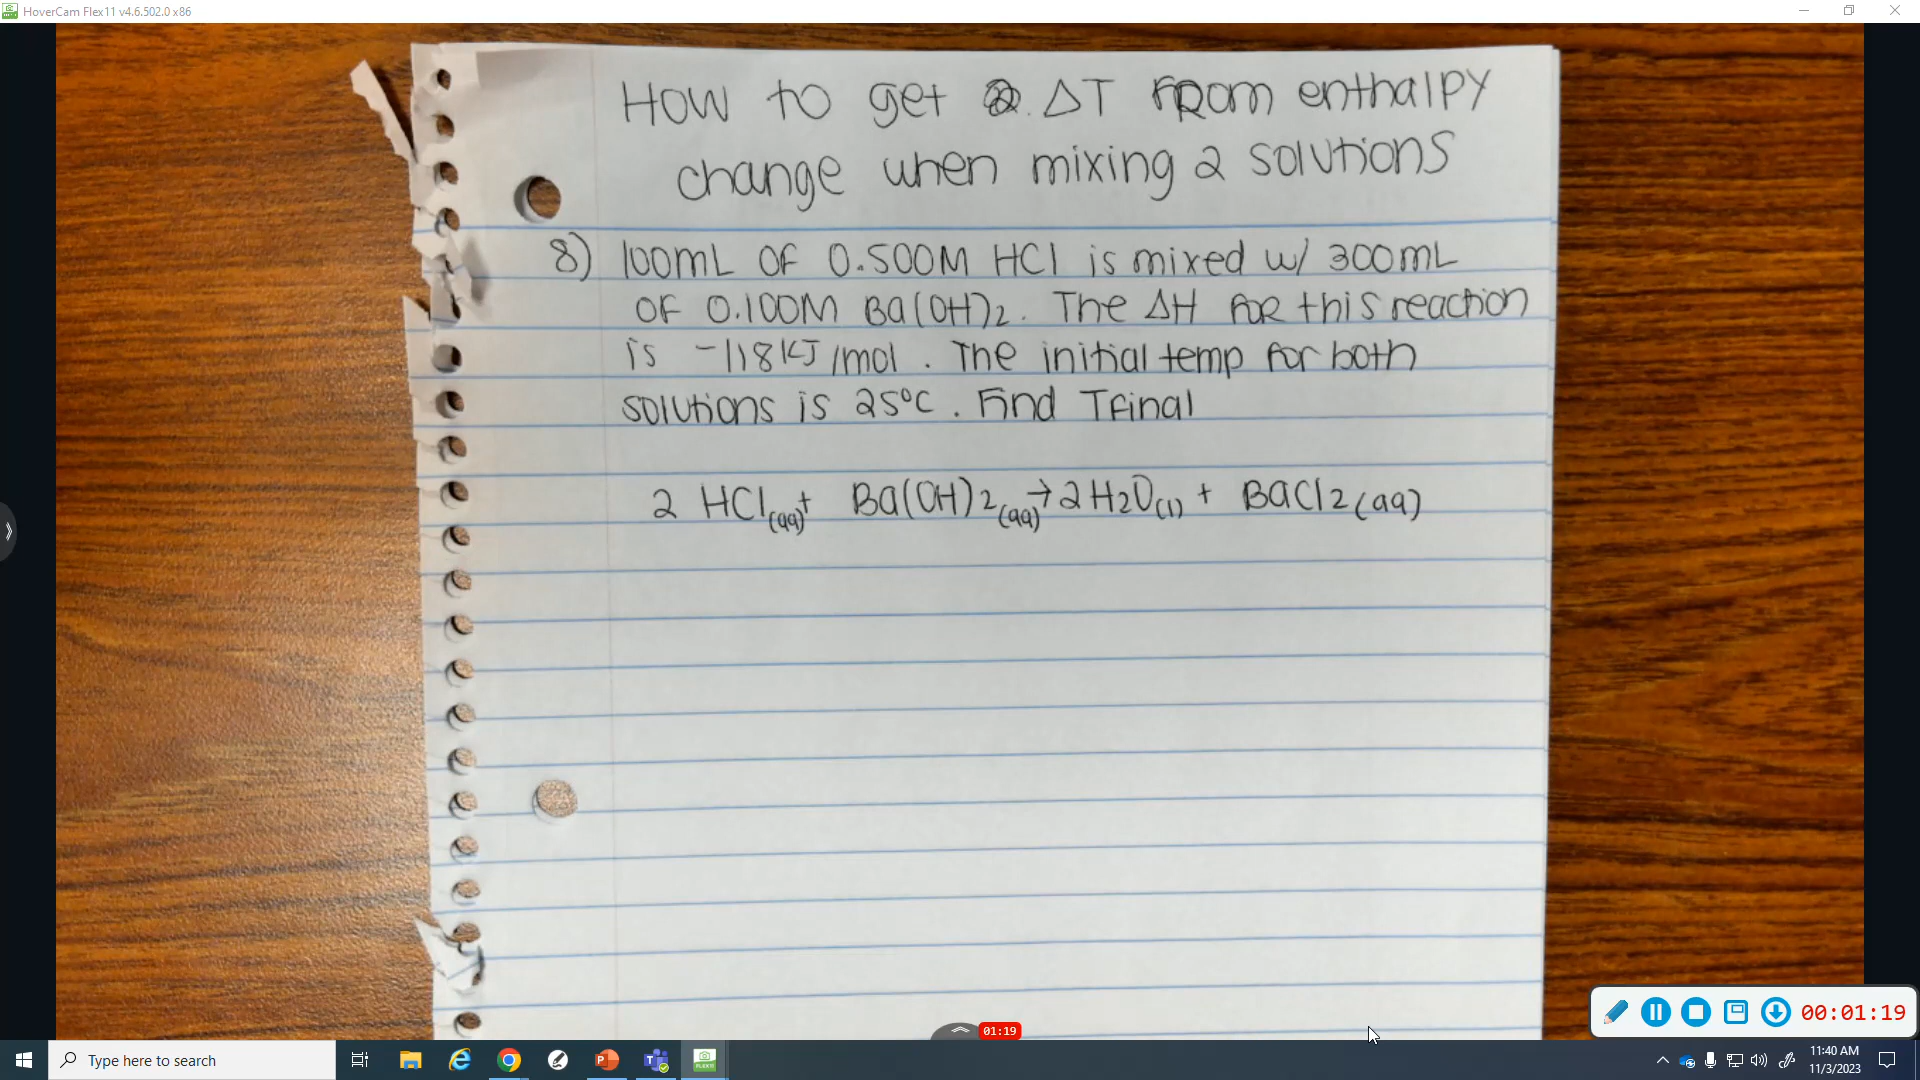 HoverCam Flex11 v4.6.502.0 x86
How to get ΔT From enthalpy
change when mixing 2 solutions
8) 100mL OF 0.500M HCl is mixed w/ 300mL
OF 0.100M Ba(OH)2. The ΔH FOR this reaction
is -118 KJ/mol. The initial temp for both
solutions is 25°C. Find Tfinal
2 HCl(aq) + Ba(OH)2(aq) → 2H2O(l) + BaCl2(aq)
01:19
00:01:19
Type here to search
11:40 AM
11/3/2023